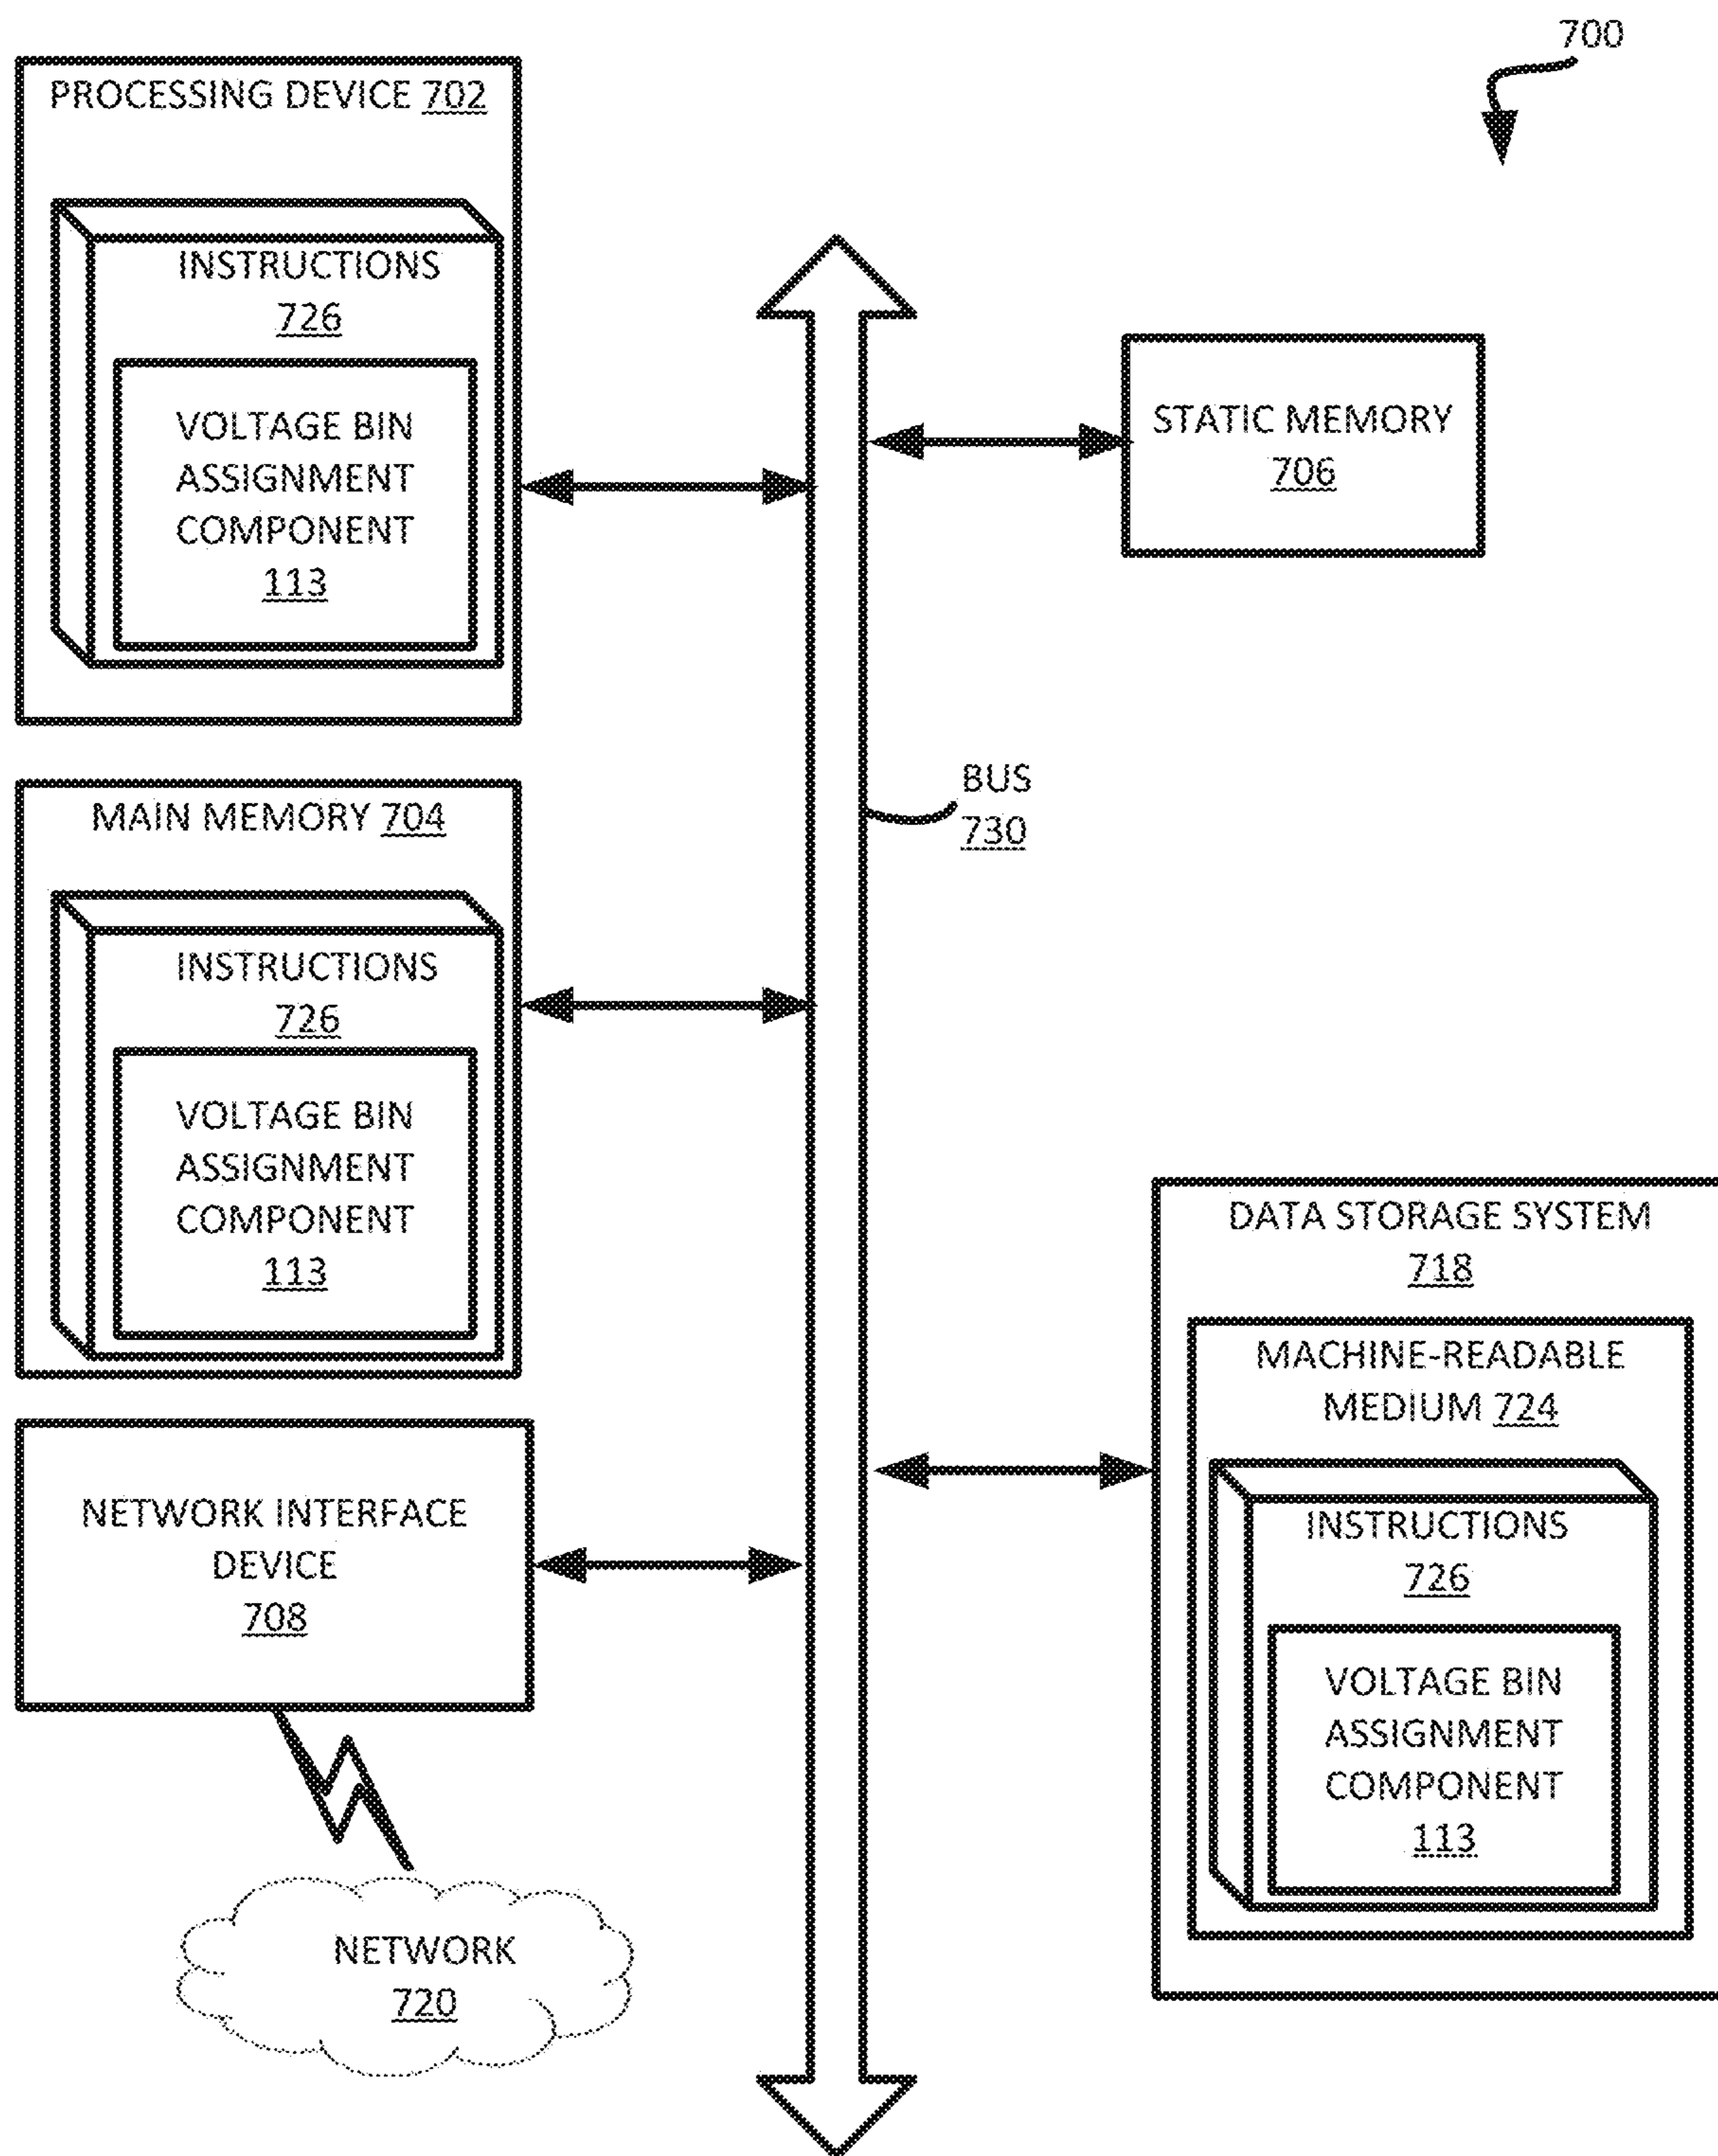 700
PROCESSING DEVICE 702
INSTRUCTIONS
726
VOLTAGE BIN
ASSIGNMENT
COMPONENT
113
STATIC MEMORY
706
BUS
730
MAIN MEMORY 704
INSTRUCTIONS
726
VOLTAGE BIN
ASSIGNMENT
COMPONENT
113
DATA STORAGE SYSTEM
718
MACHINE-READABLE
MEDIUM 724
INSTRUCTIONS
726
VOLTAGE BIN
ASSIGNMENT
COMPONENT
113
NETWORK INTERFACE
DEVICE
708
NETWORK
720